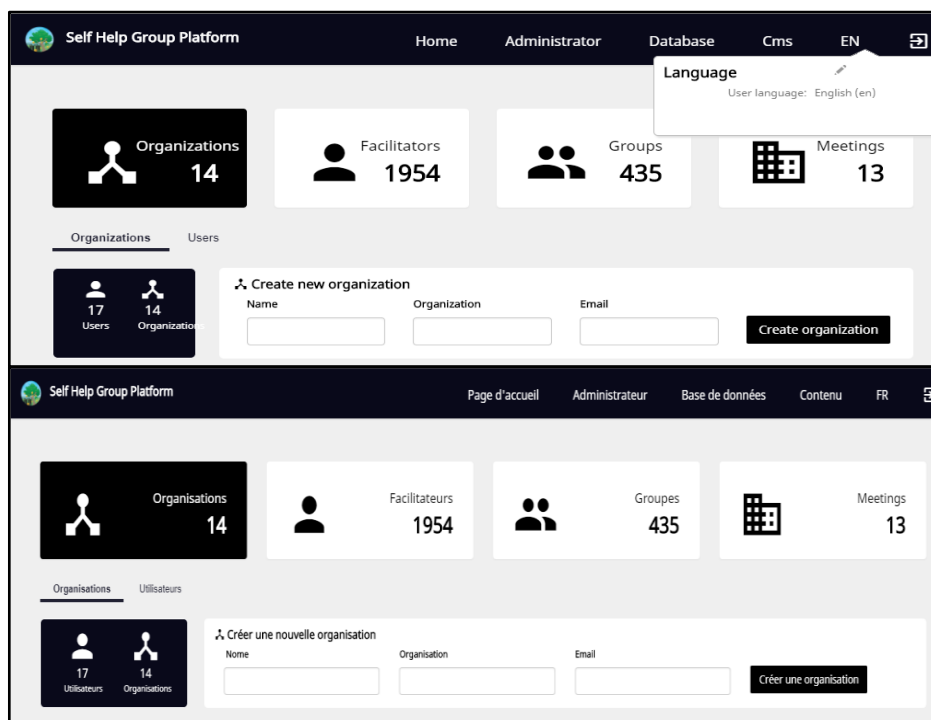 Self Help Group Platform
Home Administrator Database Cms EN
Language
User language: English (en)
Organizations Facilitators Groups Meetings
14 1954 435 13
Organizations Users
Create new organization
Name Organization Email
17 14
Users Organizations
Create organization
Self Help Group Platform
Page d'accueil Administrateur Base de données Contenu FR
Organisations Facilitateurs Groupes Meetings
14 1954 435 13
Organisations Utilisateurs
Créer une nouvelle organisation
Nome Organisation Email
17 14
Utilisateurs Organisations
Créer une organisation